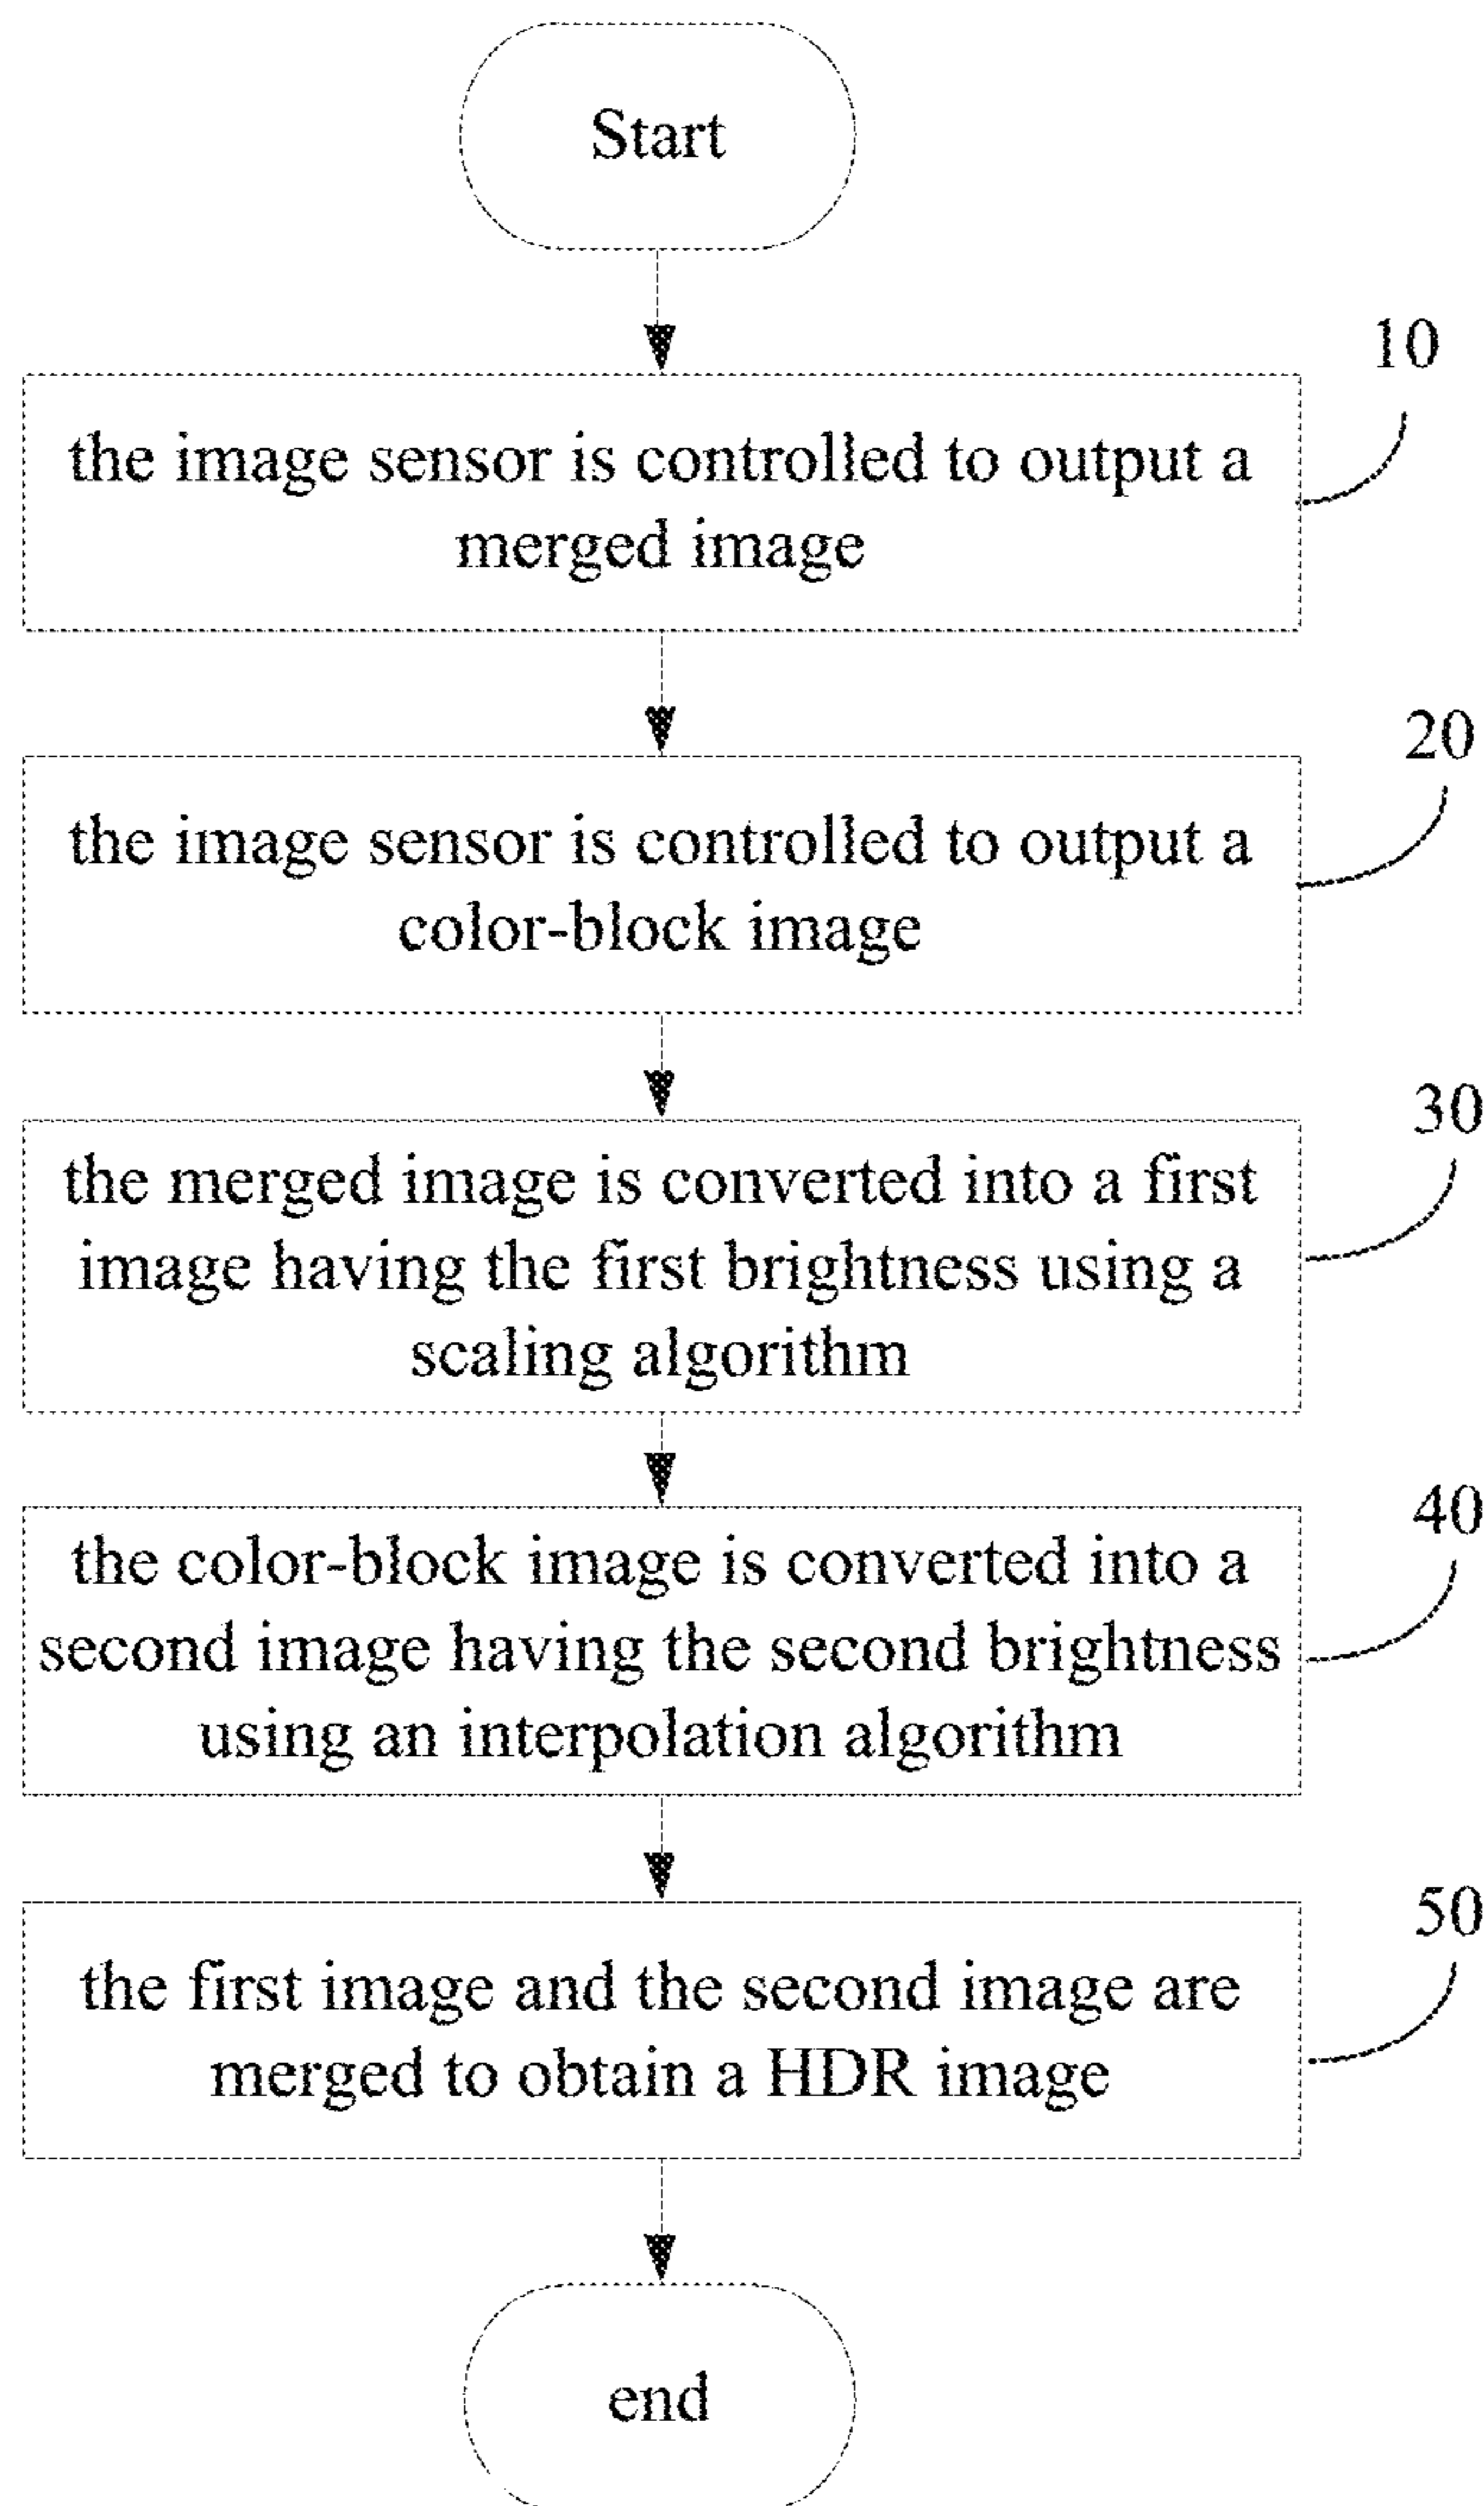 Start
10
the image sensor is controlled to output a
merged image
20
the image sensor is controlled to output a
color-block image
30
the merged image is converted into a first
image having the first brightness using a
scaling algorithm
40
the color-block image is converted into a
second image having the second brightness
using an interpolation algorithm
50
the first image and the second image are
merged to obtain a HDR image
end